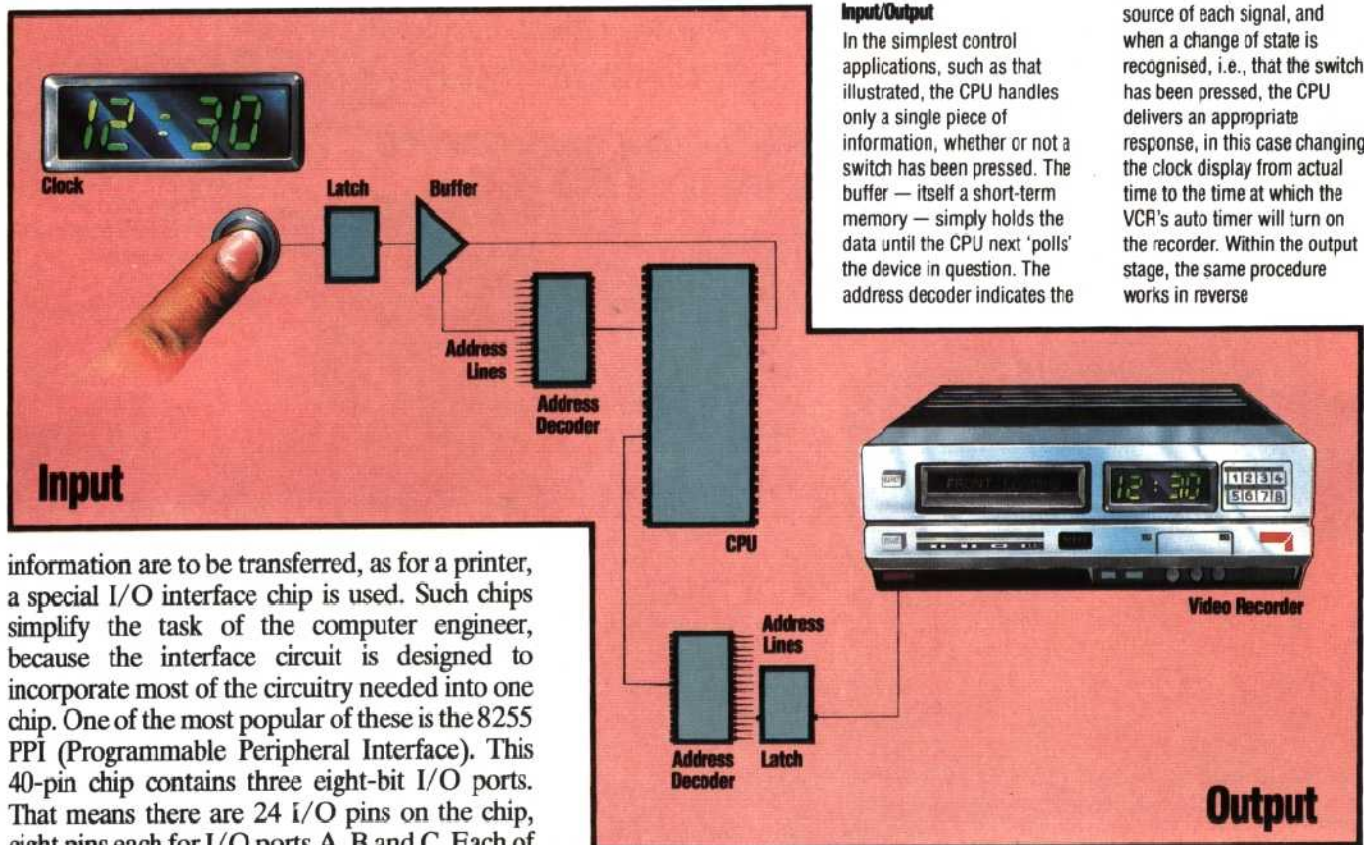 Input/Output
In the simplest control
applications, such as that
illustrated, the CPU handles
only a single piece of
information, whether or not a
switch has been pressed. The
buffer — itself a short-term
memory — simply holds the
data until the CPU next 'polls'
the device in question. The
address decoder indicates the
source of each signal, and
when a change of state is
recognised, i.e., that the switch
has been pressed, the CPU
delivers an appropriate
response, in this case changing
the clock display from actual
time to the time at which the
VCR's auto timer will turn on
the recorder. Within the output
stage, the same procedure
works in reverse
12:30
Clock
Latch
Buffer
Address
Lines
Address
Decoder
Input
CPU
12:30
1 2 3 4
5 6 7 8
Video Recorder
Address
Lines
Address
Decoder
Latch
Output
information are to be transferred, as for a printer,
a special I/O interface chip is used. Such chips
simplify the task of the computer engineer,
because the interface circuit is designed to
incorporate most of the circuitry needed into one
chip. One of the most popular of these is the 8255
PPI (Programmable Peripheral Interface). This
40-pin chip contains three eight-bit I/O ports.
That means there are 24 I/O pins on the chip,
eight pins each for I/O ports A, B and C. Each of